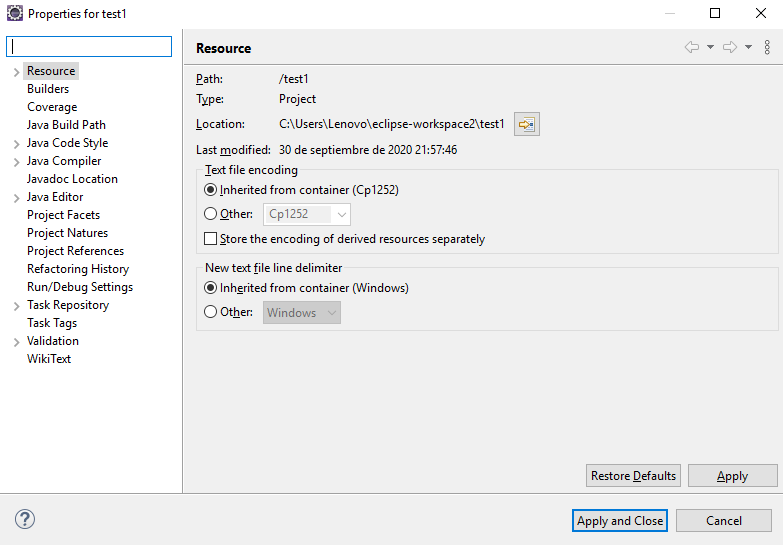 Properties for test1
Resource
Builders
Coverage
Java Build Path
Java Code Style
Java Compiler
Javadoc Location
Java Editor
Project Facets
Project Natures
Project References
Refactoring History
Run/Debug Settings
Task Repository
Task Tags
Validation
WikiText
Resource
Path: /test1
Type: Project
Location: C:\Users\Lenovo\eclipse-workspace2\test1
Last modified: 30 de septiembre de 2020 21:57:46
Text file encoding
Inherited from container (Cp1252)
Other: Cp1252
Store the encoding of derived resources separately
New text file line delimiter
Inherited from container (Windows)
Other: Windows
Restore Defaults Apply
? Apply and Close Cancel